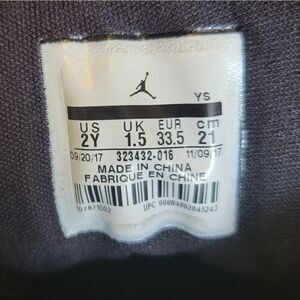 YS
US UK EUR cm
2Y 1.5 33.5 21
09/20/17 323432-016 11/09/17
MADE IN CHINA
FABRIQUE EN CHINE